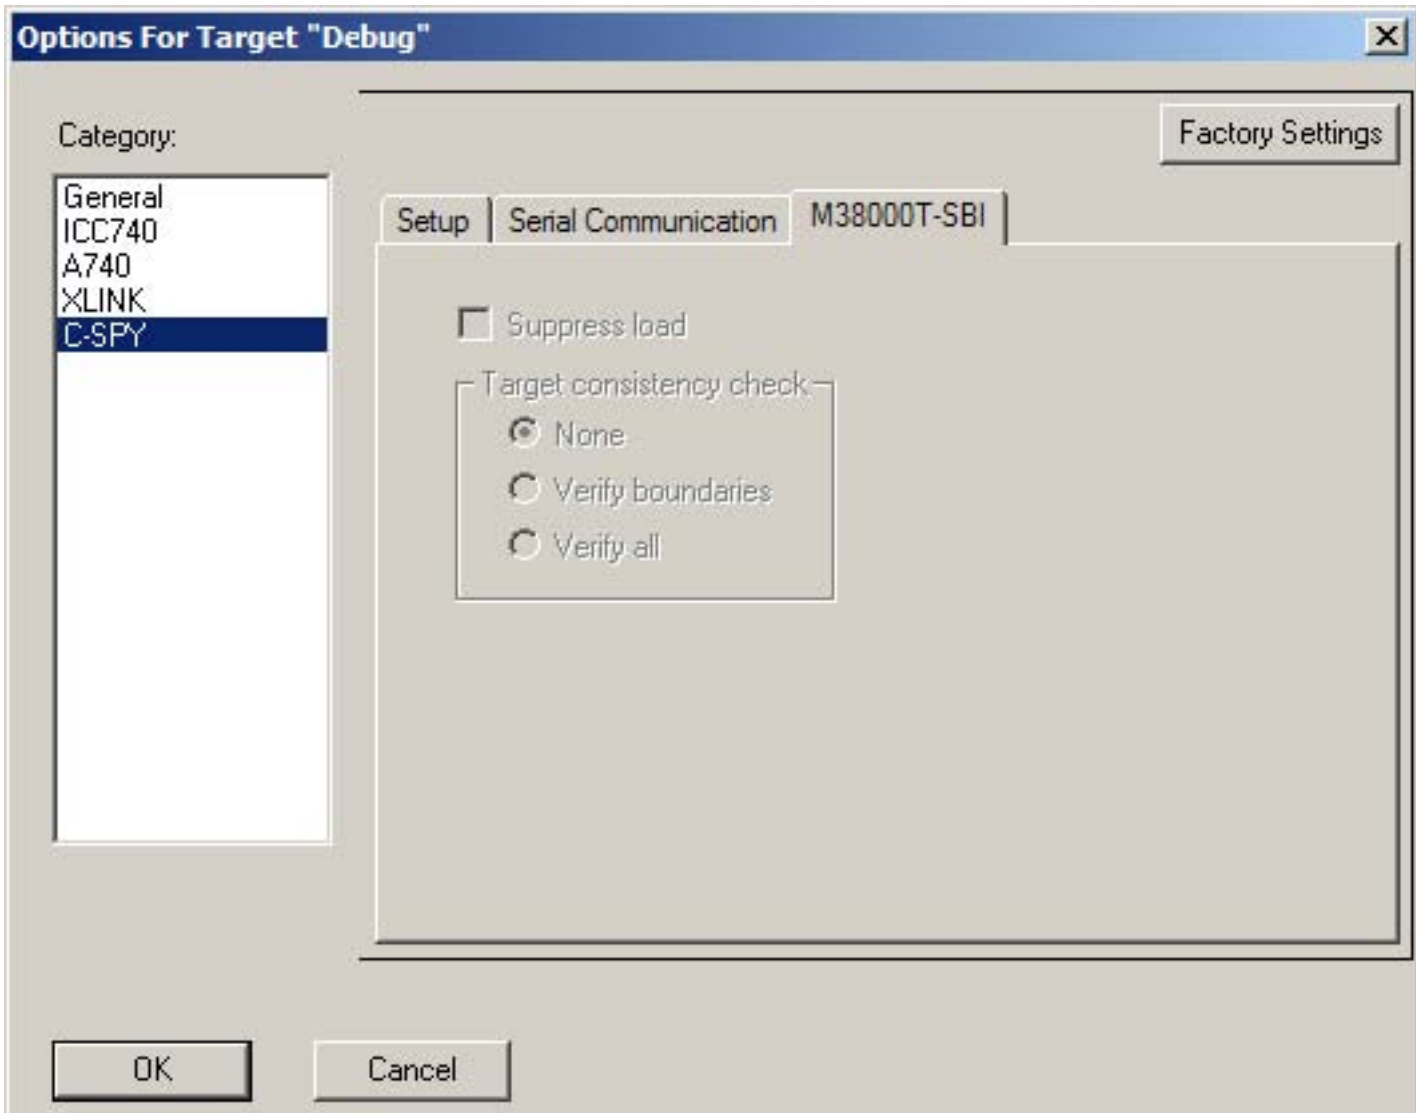 Options For Target "Debug"
Category:
Factory Settings
General
ICC740
A740
XLINK
C-SPY
Setup
Serial Communication
M38000T-SBI
Suppress load
Target consistency check
None
Verify boundaries
Verify all
OK
Cancel